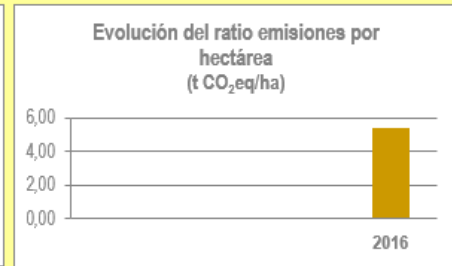 Evolución del ratio emisiones por
hectárea
(t CO₂eq/ha)
6,00
4,00
2,00
0,00
2016